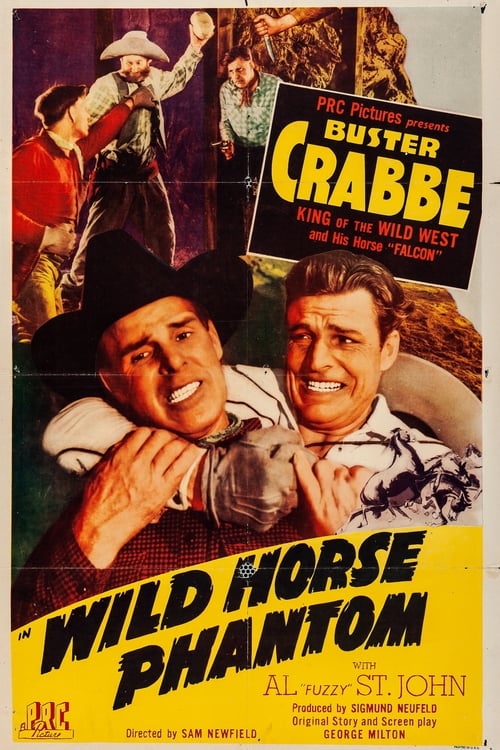 PRC Pictures presents
BUSTER
CRABBE
KING OF THE WILD WEST
and His Horse "FALCON"
IN WILD HORSE
PHANTOM
WITH
AL "FUZZY" ST. JOHN
Produced by SIGMUND NEUFELD
Original Story and Screen play
GEORGE MILTON
Directed by SAM NEWFIELD
A PRC Picture